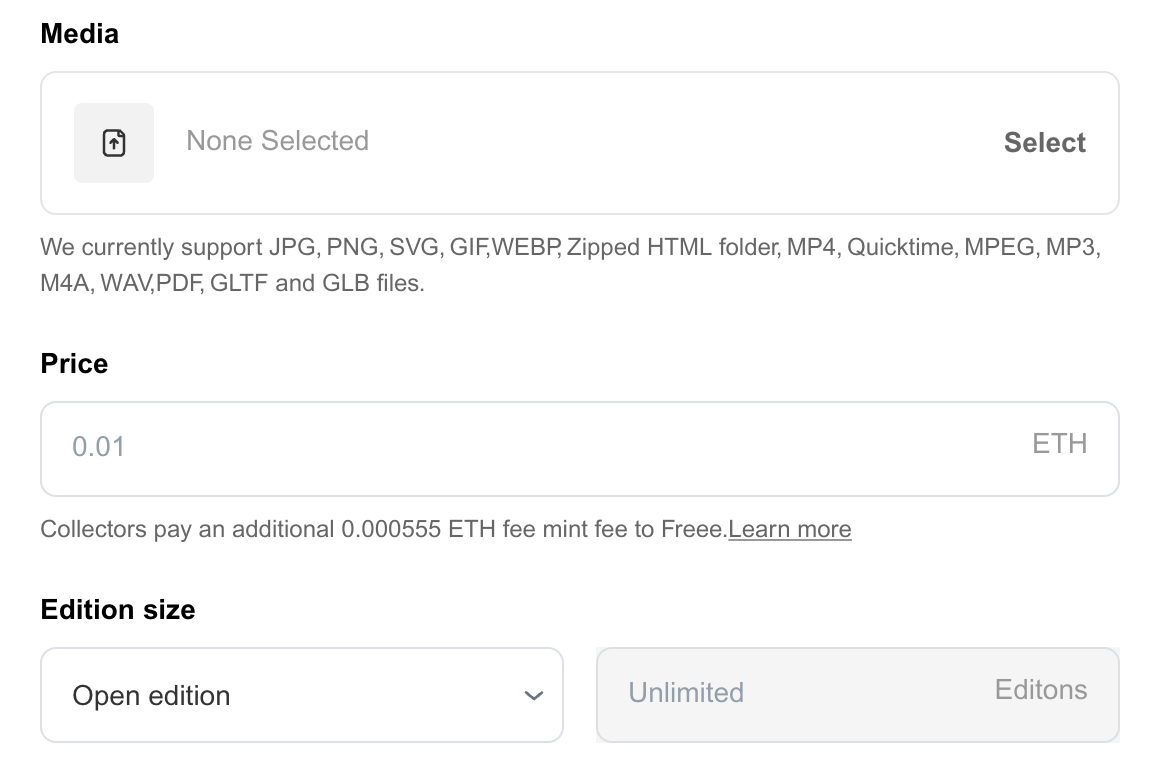 Media
None Selected
Select
We currently support JPG, PNG, SVG, GIF,WEBP, Zipped HTML folder, MP4, Quicktime, MPEG, MP3,
M4A, WAV,PDF, GLTF and GLB files.
Price
0.01
ETH
Collectors pay an additional 0.000555 ETH fee mint fee to Freee.Learn more
Edition size
Open edition
Unlimited
Editons